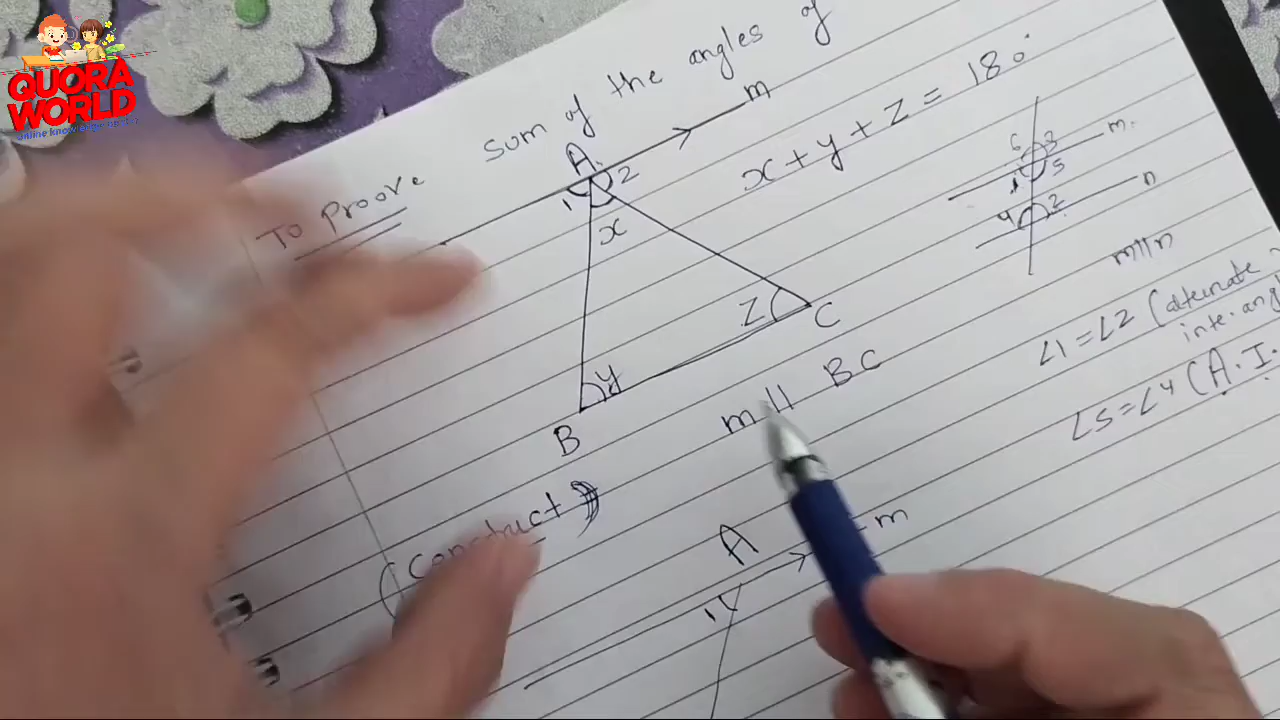 QUORA
WORLD
To Proove
sum of the angles of
m
A
1
2
x
x + y + z = 180°
y
z
B
C
m || BC
(Construct)
A
m
1
6
3
m
1
5
4
2
n
m||n
∠1=∠2 (alternate
inte. ang
∠5=∠4 (A.I.